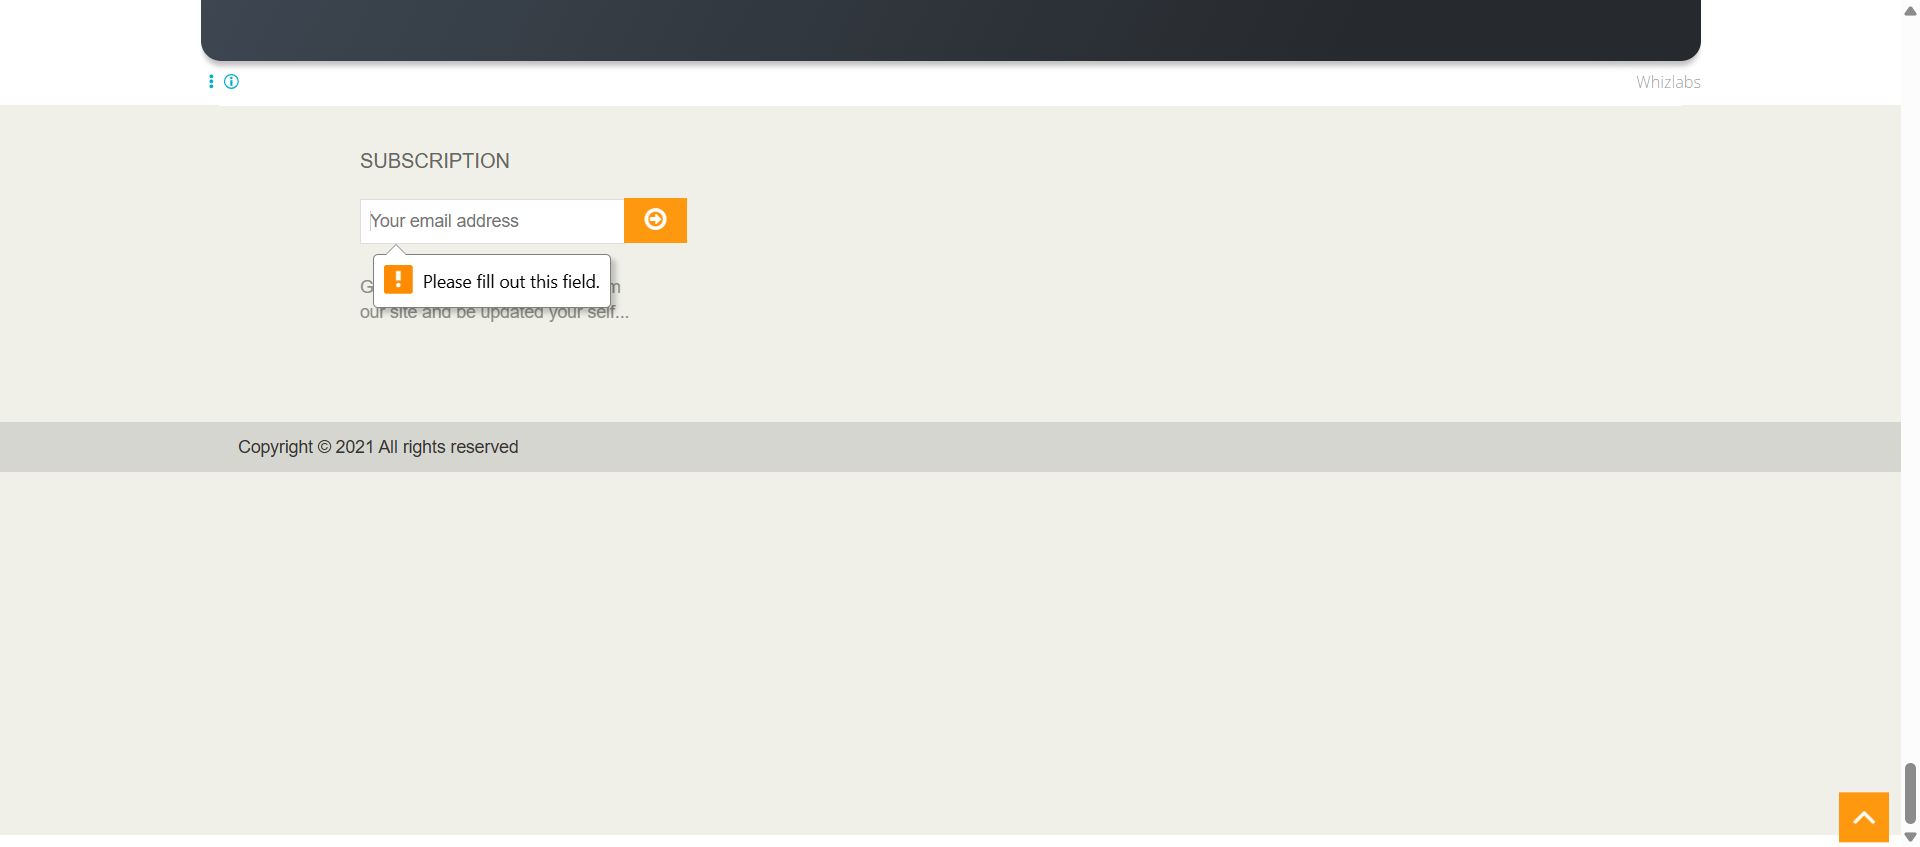 Whizlabs
SUBSCRIPTION
Your email address
Please fill out this field.
our site and be updated your self...
Copyright © 2021 All rights reserved